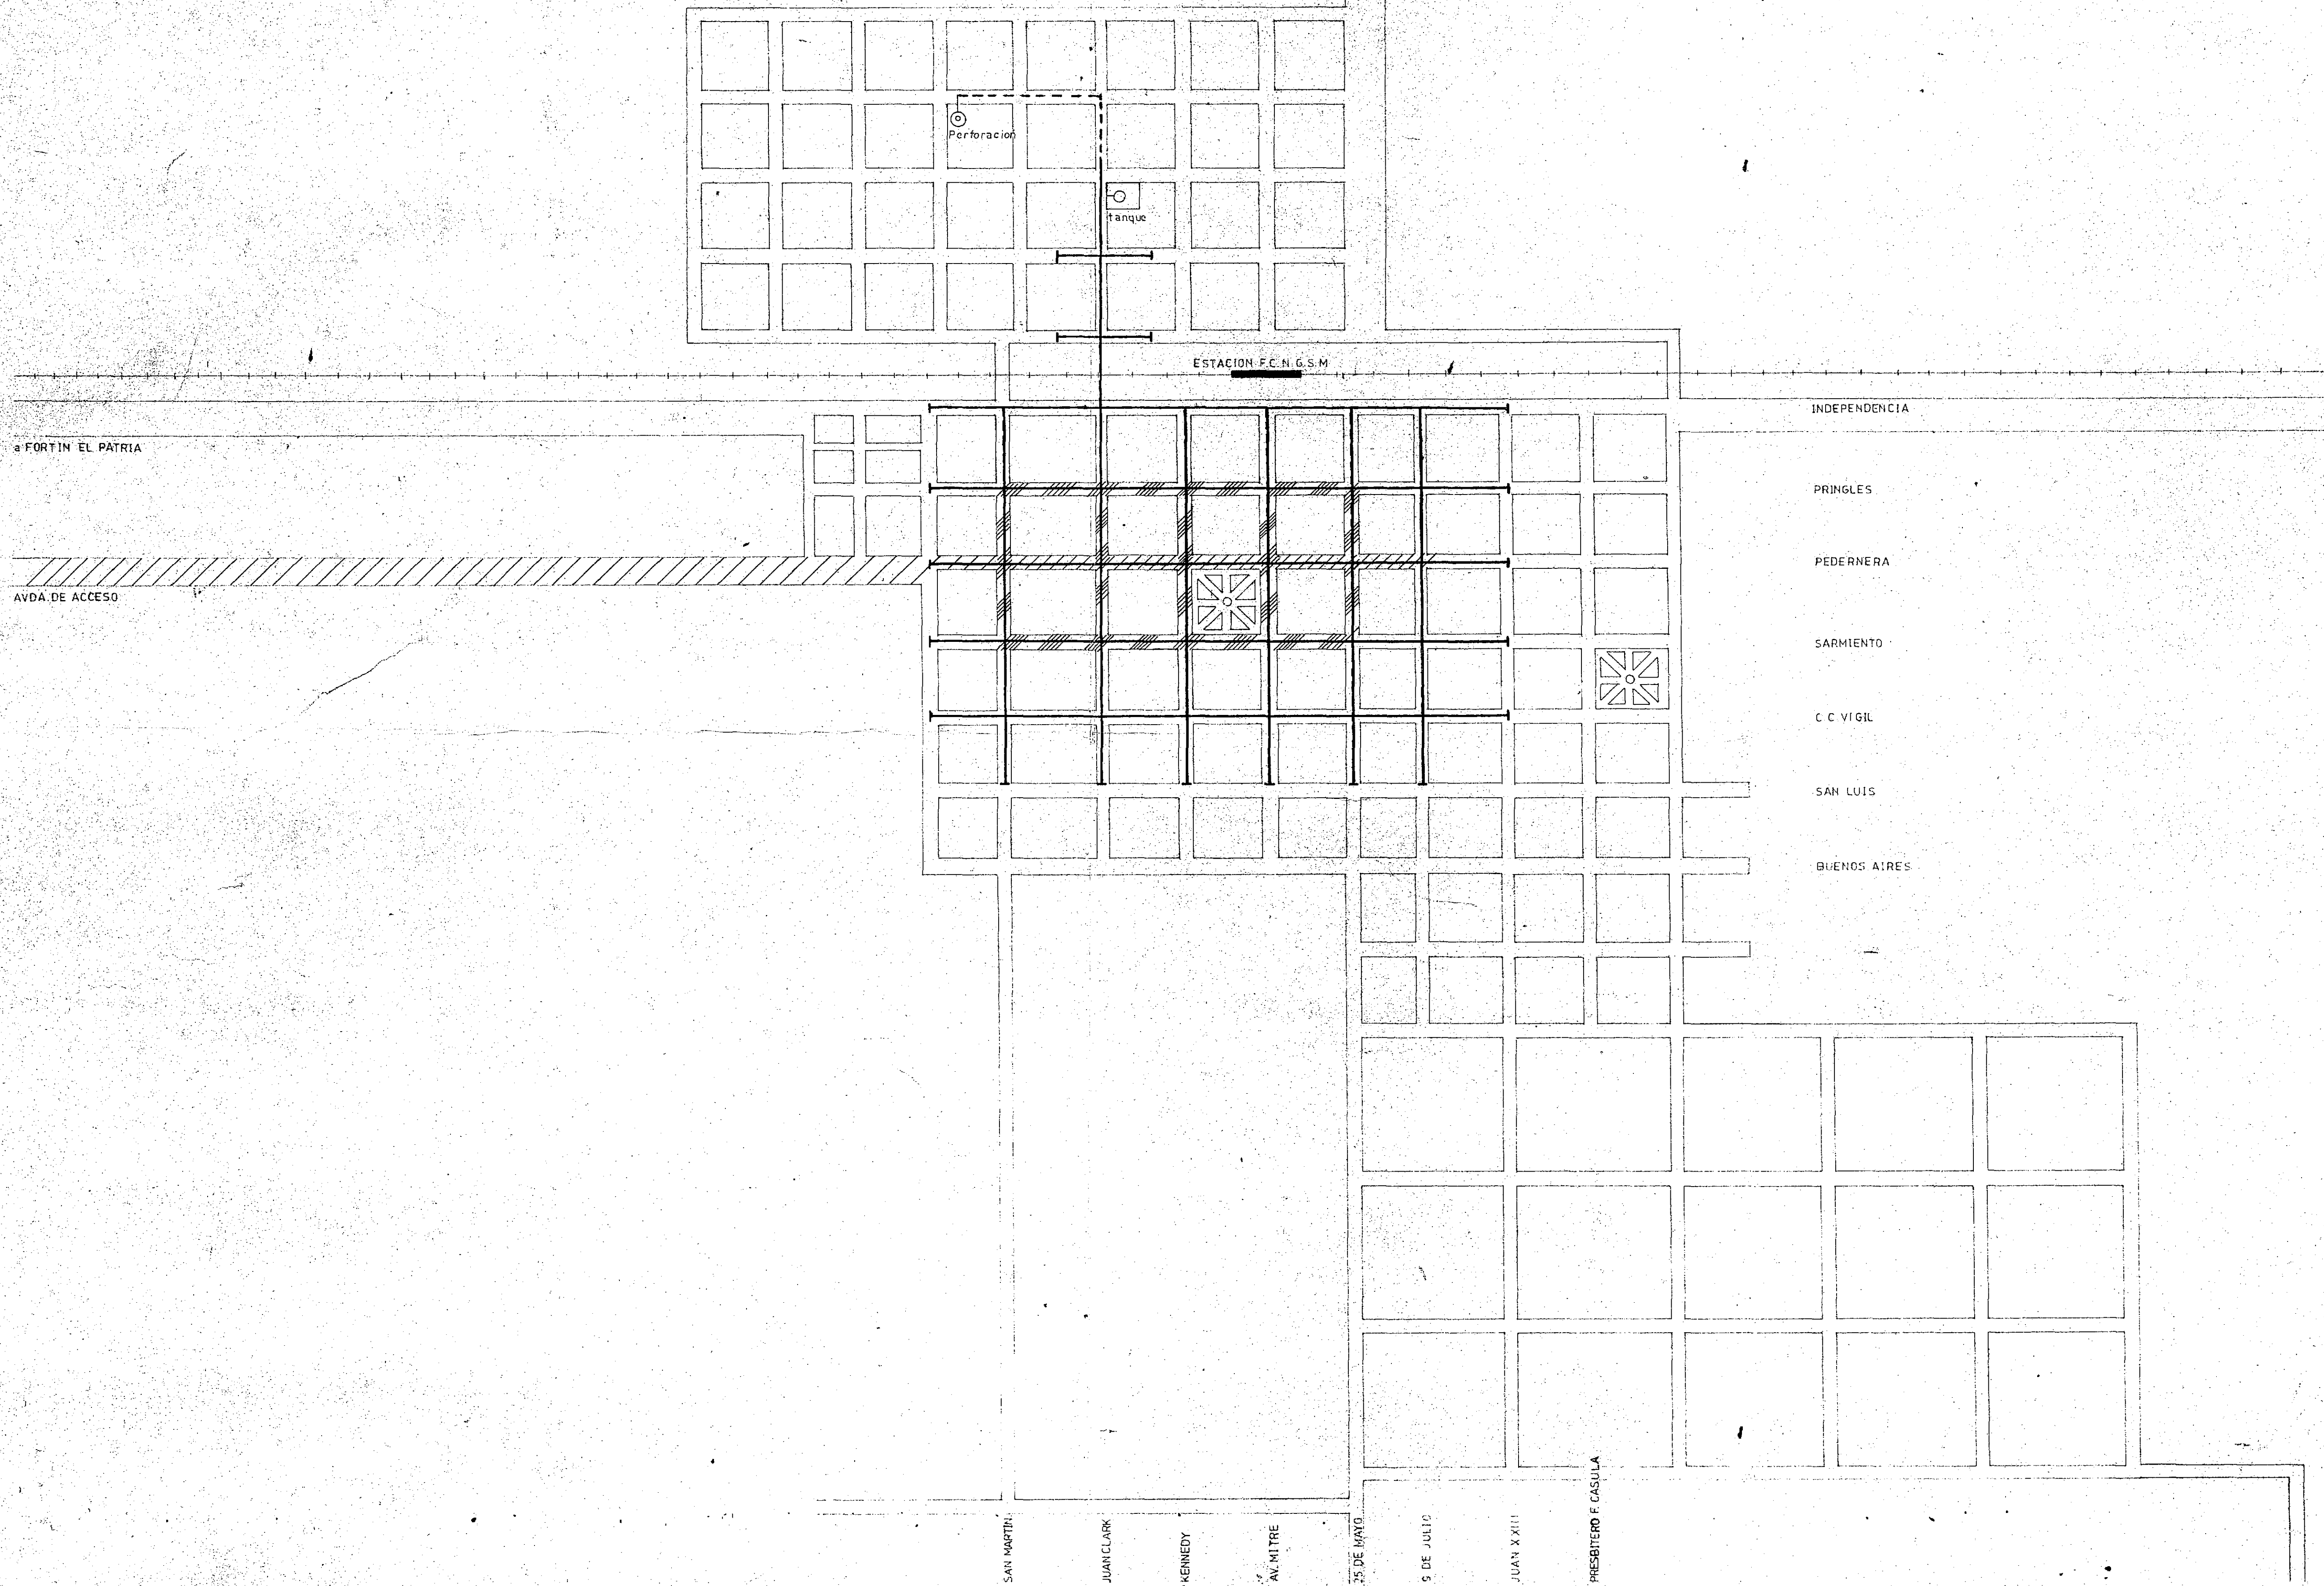 Perforacion
tanque
ESTACION F.C.N.G.S.M
INDEPENDENCIA
a FORTIN EL PATRIA
PRINGLES
PEDERNERA
AVDA.DE ACCESO
SARMIENTO
C C VIGIL
SAN LUIS
BUENOS AIRES
SAN MARTIN
JUAN CLARK
KENNEDY
AV. MITRE
25 DE MAYO
9 DE JULIO
JUAN XXIII
PRESBITERO F. CASULA